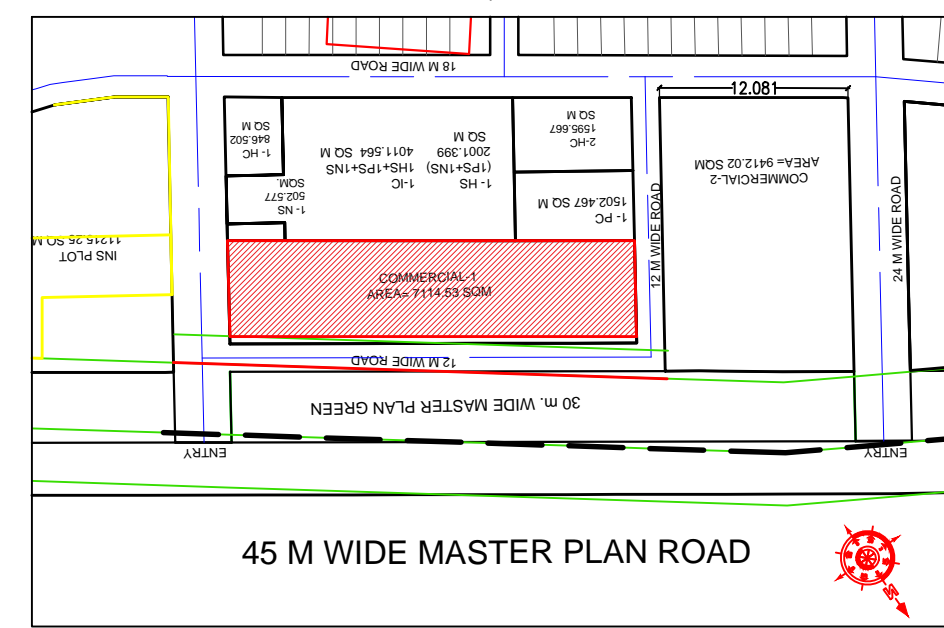 18 M WIDE ROAD
12.081
1- HC
846.502
SQ M
1- NS
502.577
SQM.
1-IC
1HS+1PS+1NS
4011.564 SQ M
1- HS
(1PS+1NS)
2001.399
SQ M
2-HC
1595.667
SQ M
1- PC
1502.467 SQ M
COMMERCIAL-2
AREA= 9412.02 SQM
12 M WIDE ROAD
24 M WIDE ROAD
INS PLOT
11215.25 SQ M
COMMERCIAL-1
AREA= 7114.53 SQM
12 M WIDE ROAD
30 m. WIDE MASTER PLAN GREEN
ENTRY
ENTRY
45 M WIDE MASTER PLAN ROAD
N